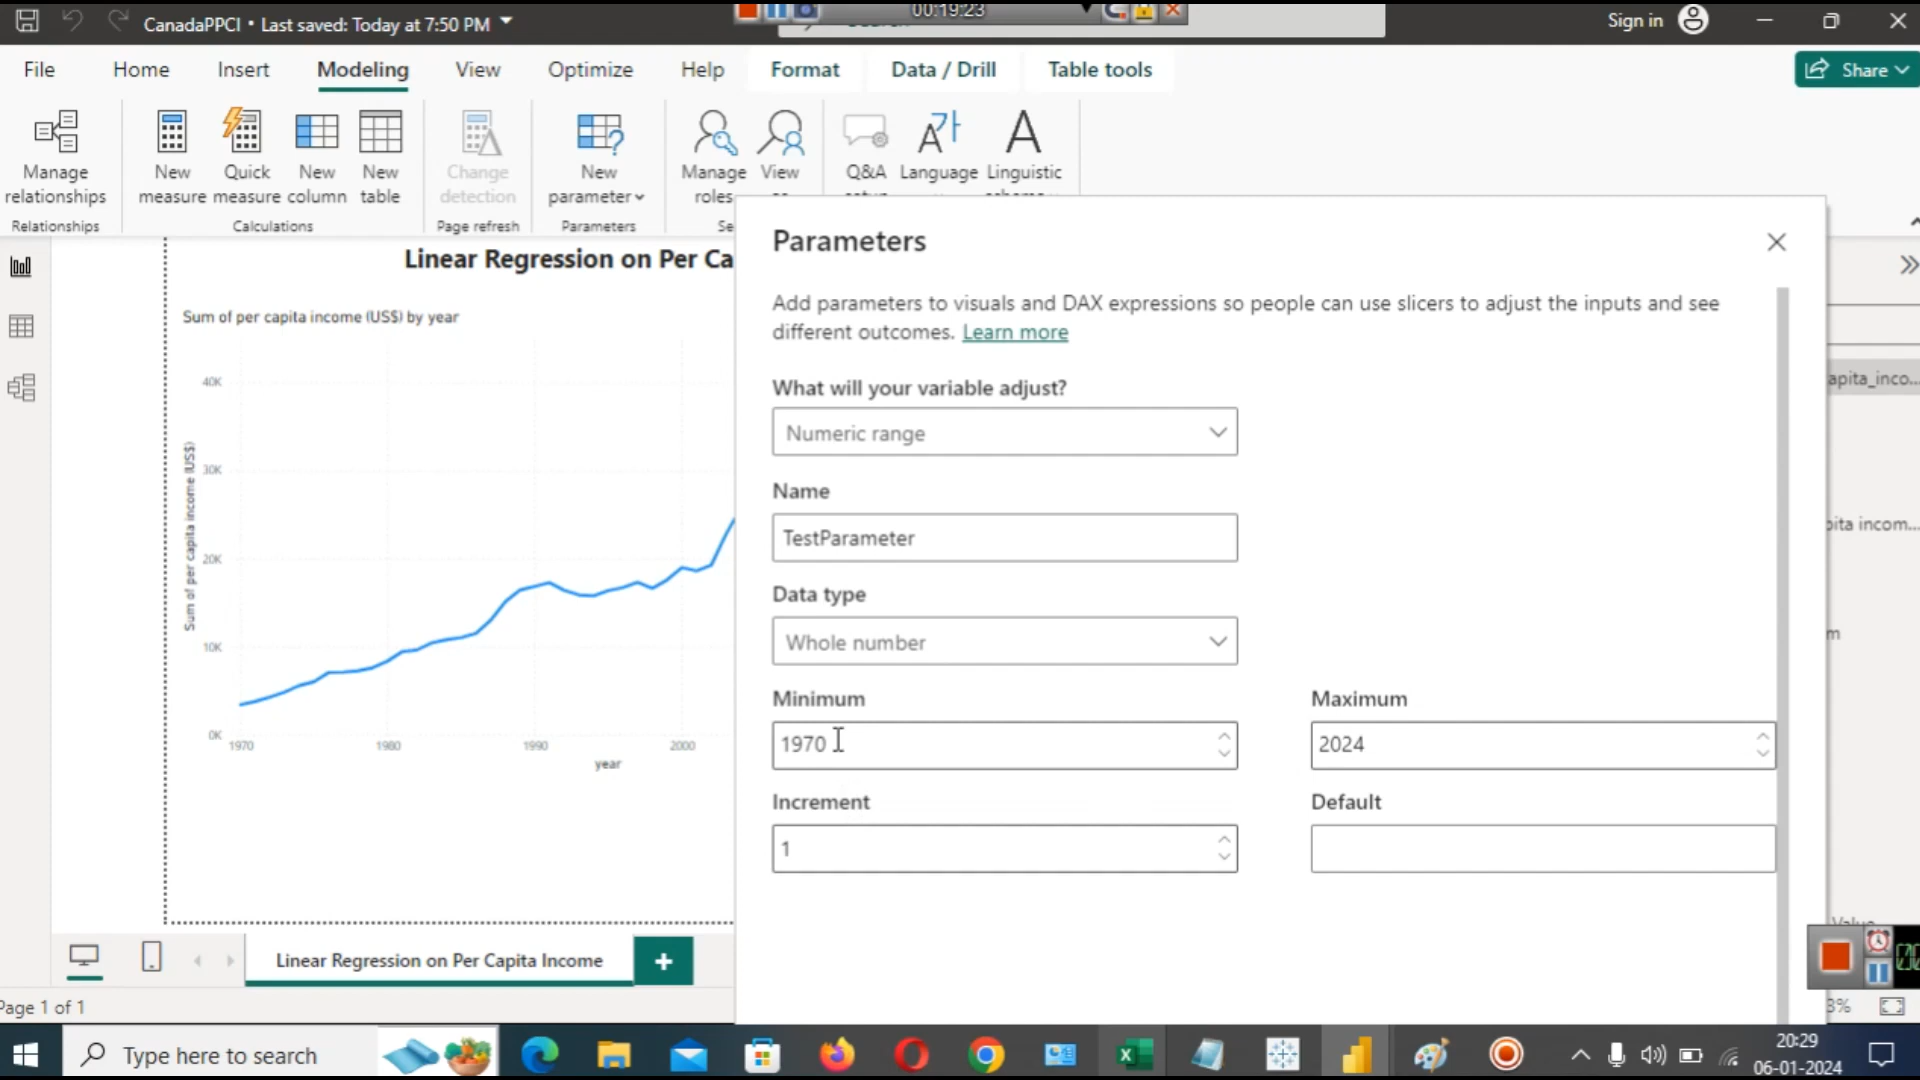 CanadaPPCI • Last saved: Today at 7:50 PM
00:19:23
Sign in
File
Home
Insert
Modeling
View
Optimize
Help
Format
Data / Drill
Table tools
Share
Manage relationships
New measure
Quick measure
New column
New table
Change detection
New parameter
Manage roles
View
Q&A
Language
Linguistic
Relationships
Calculations
Page refresh
Parameters
Se
Linear Regression on Per Ca
Sum of per capita income (US$) by year
Sum of per capita income (US$)
40K
30K
20K
10K
0K
1970
1980
1990
2000
year
Parameters
Add parameters to visuals and DAX expressions so people can use slicers to adjust the inputs and see
different outcomes. Learn more
What will your variable adjust?
Numeric range
Name
TestParameter
Data type
Whole number
Minimum
Maximum
1970
2024
Increment
Default
1
apita_inco...
pita incom...
m
Linear Regression on Per Capita Income
Page 1 of 1
3%
Type here to search
20:29
06-01-2024